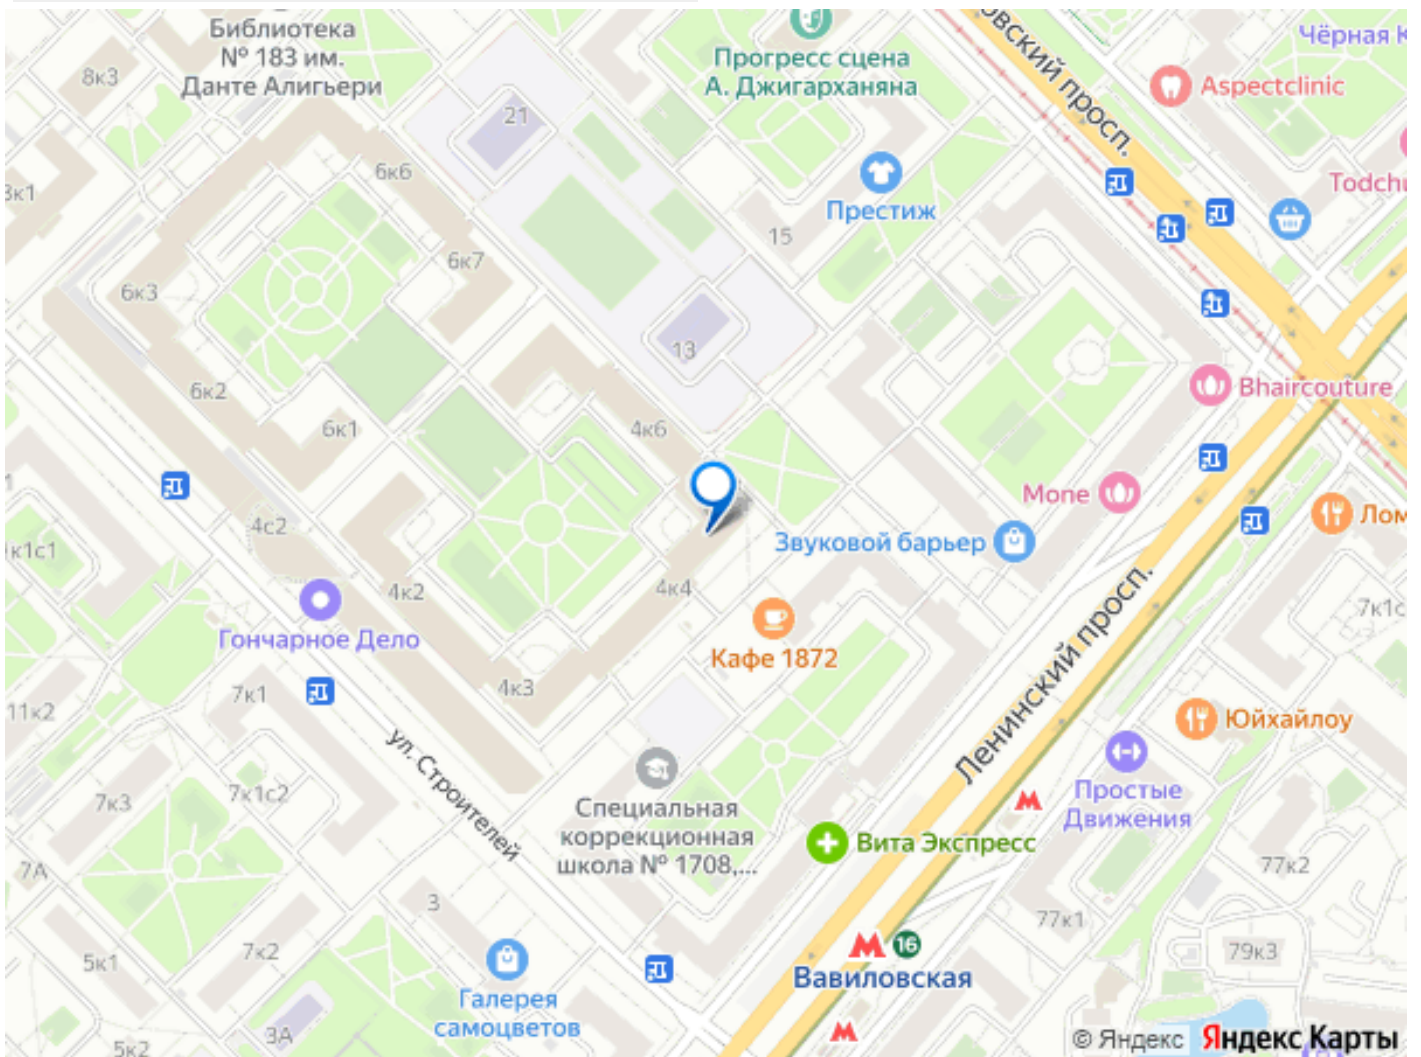 Библиотека
№ 183 им.
Данте Алигьери
Прогресс сцена
А. Джигарханяна
овский просп.
Чёрная К
Aspectclinic
8к3
21
6к6
Престиж
Todchu
3к1
15
6к7
6к3
13
6к2
6к1
4к6
Bhaircouture
Mone
Лом
4с2
Звуковой барьер
к1с1
4к2
4к4
7к1с
Гончарное Дело
Кафе 1872
Ленинский просп.
7к1
4к3
11к2
Юйхайлоу
ул. Строителей
7к3
7к1с2
Специальная
коррекционная
школа № 1708,...
Простые
Движения
Вита Экспресс
7А
77к2
3
77к1
5к1
7к2
М 16
Вавиловская
79к3
Галерея
самоцветов
3А
5к2
© Яндекс Яндекс Карты